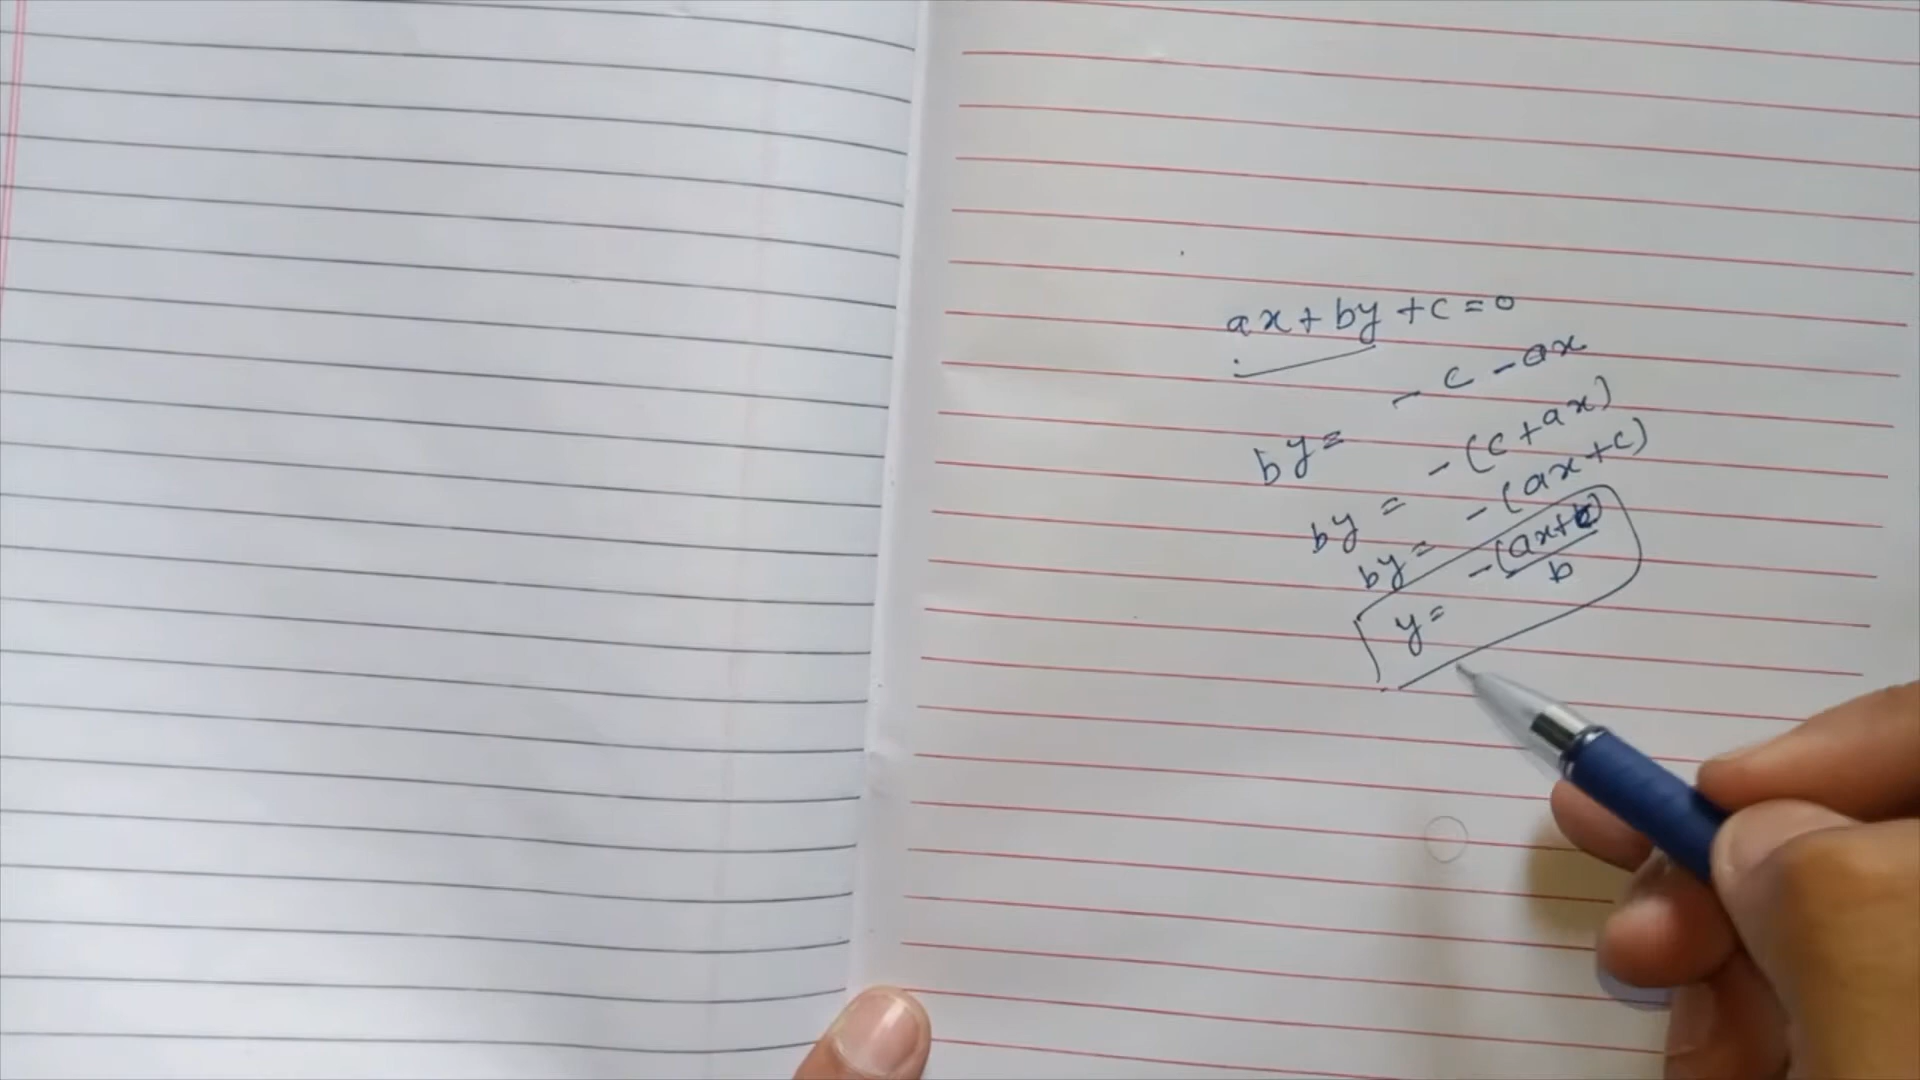 ax+by+c=0
by= -c-ax
by= -(c+ax)
by= -(ax+c)
y= -(ax+c)/b